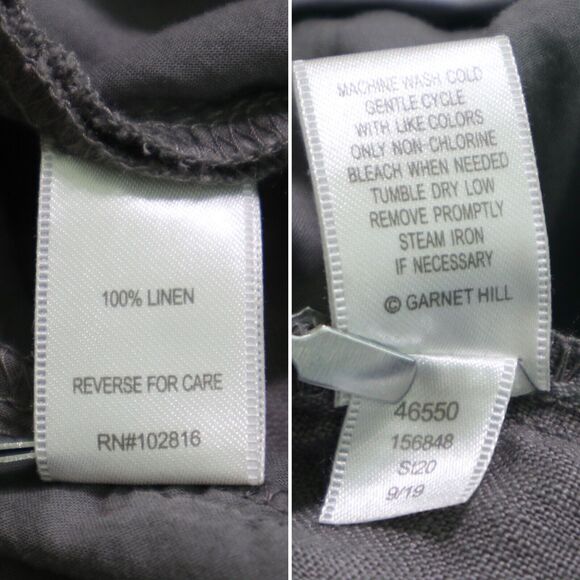 100% LINEN
REVERSE FOR CARE
RN#102816
MACHINE WASH COLD
GENTLE CYCLE
WITH LIKE COLORS
ONLY NON-CHLORINE
BLEACH WHEN NEEDED
TUMBLE DRY LOW
REMOVE PROMPTLY
STEAM IRON
IF NECESSARY
© GARNET HILL
46550
156848
St20
9/19